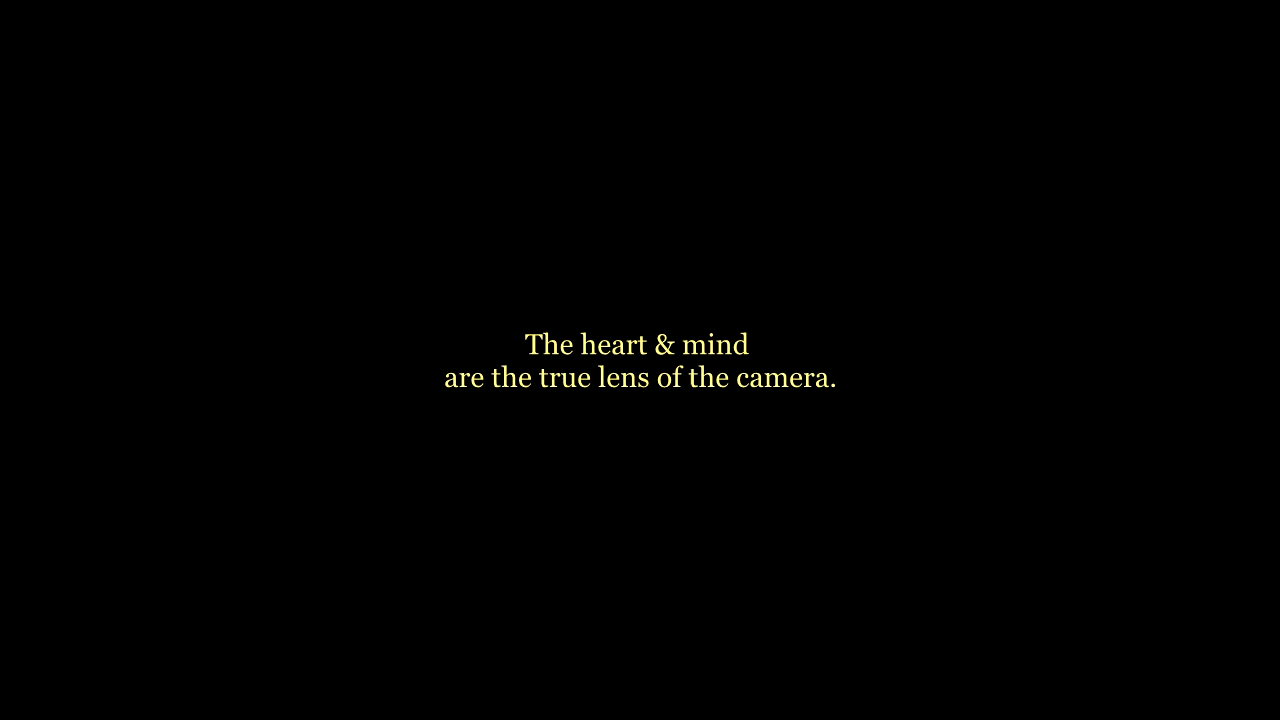 The heart & mind
are the true lens of the camera.